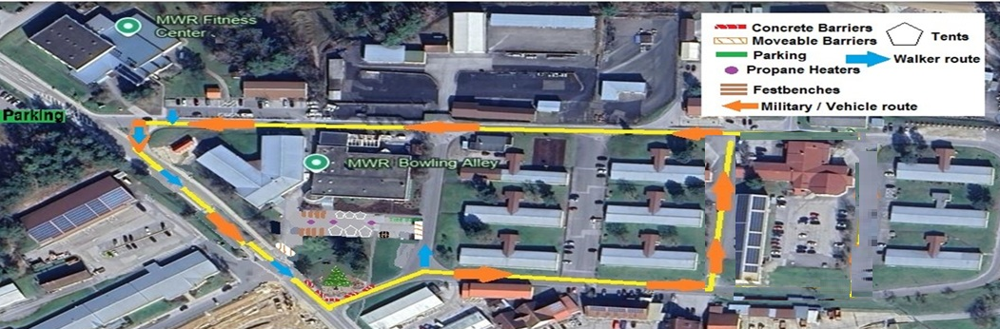 MWR Fitness
Center
Parking
MWR Bowling Alley
Concrete Barriers
Moveable Barriers
Parking
Propane Heaters
Festbenches
Military / Vehicle route
Tents
Walker route